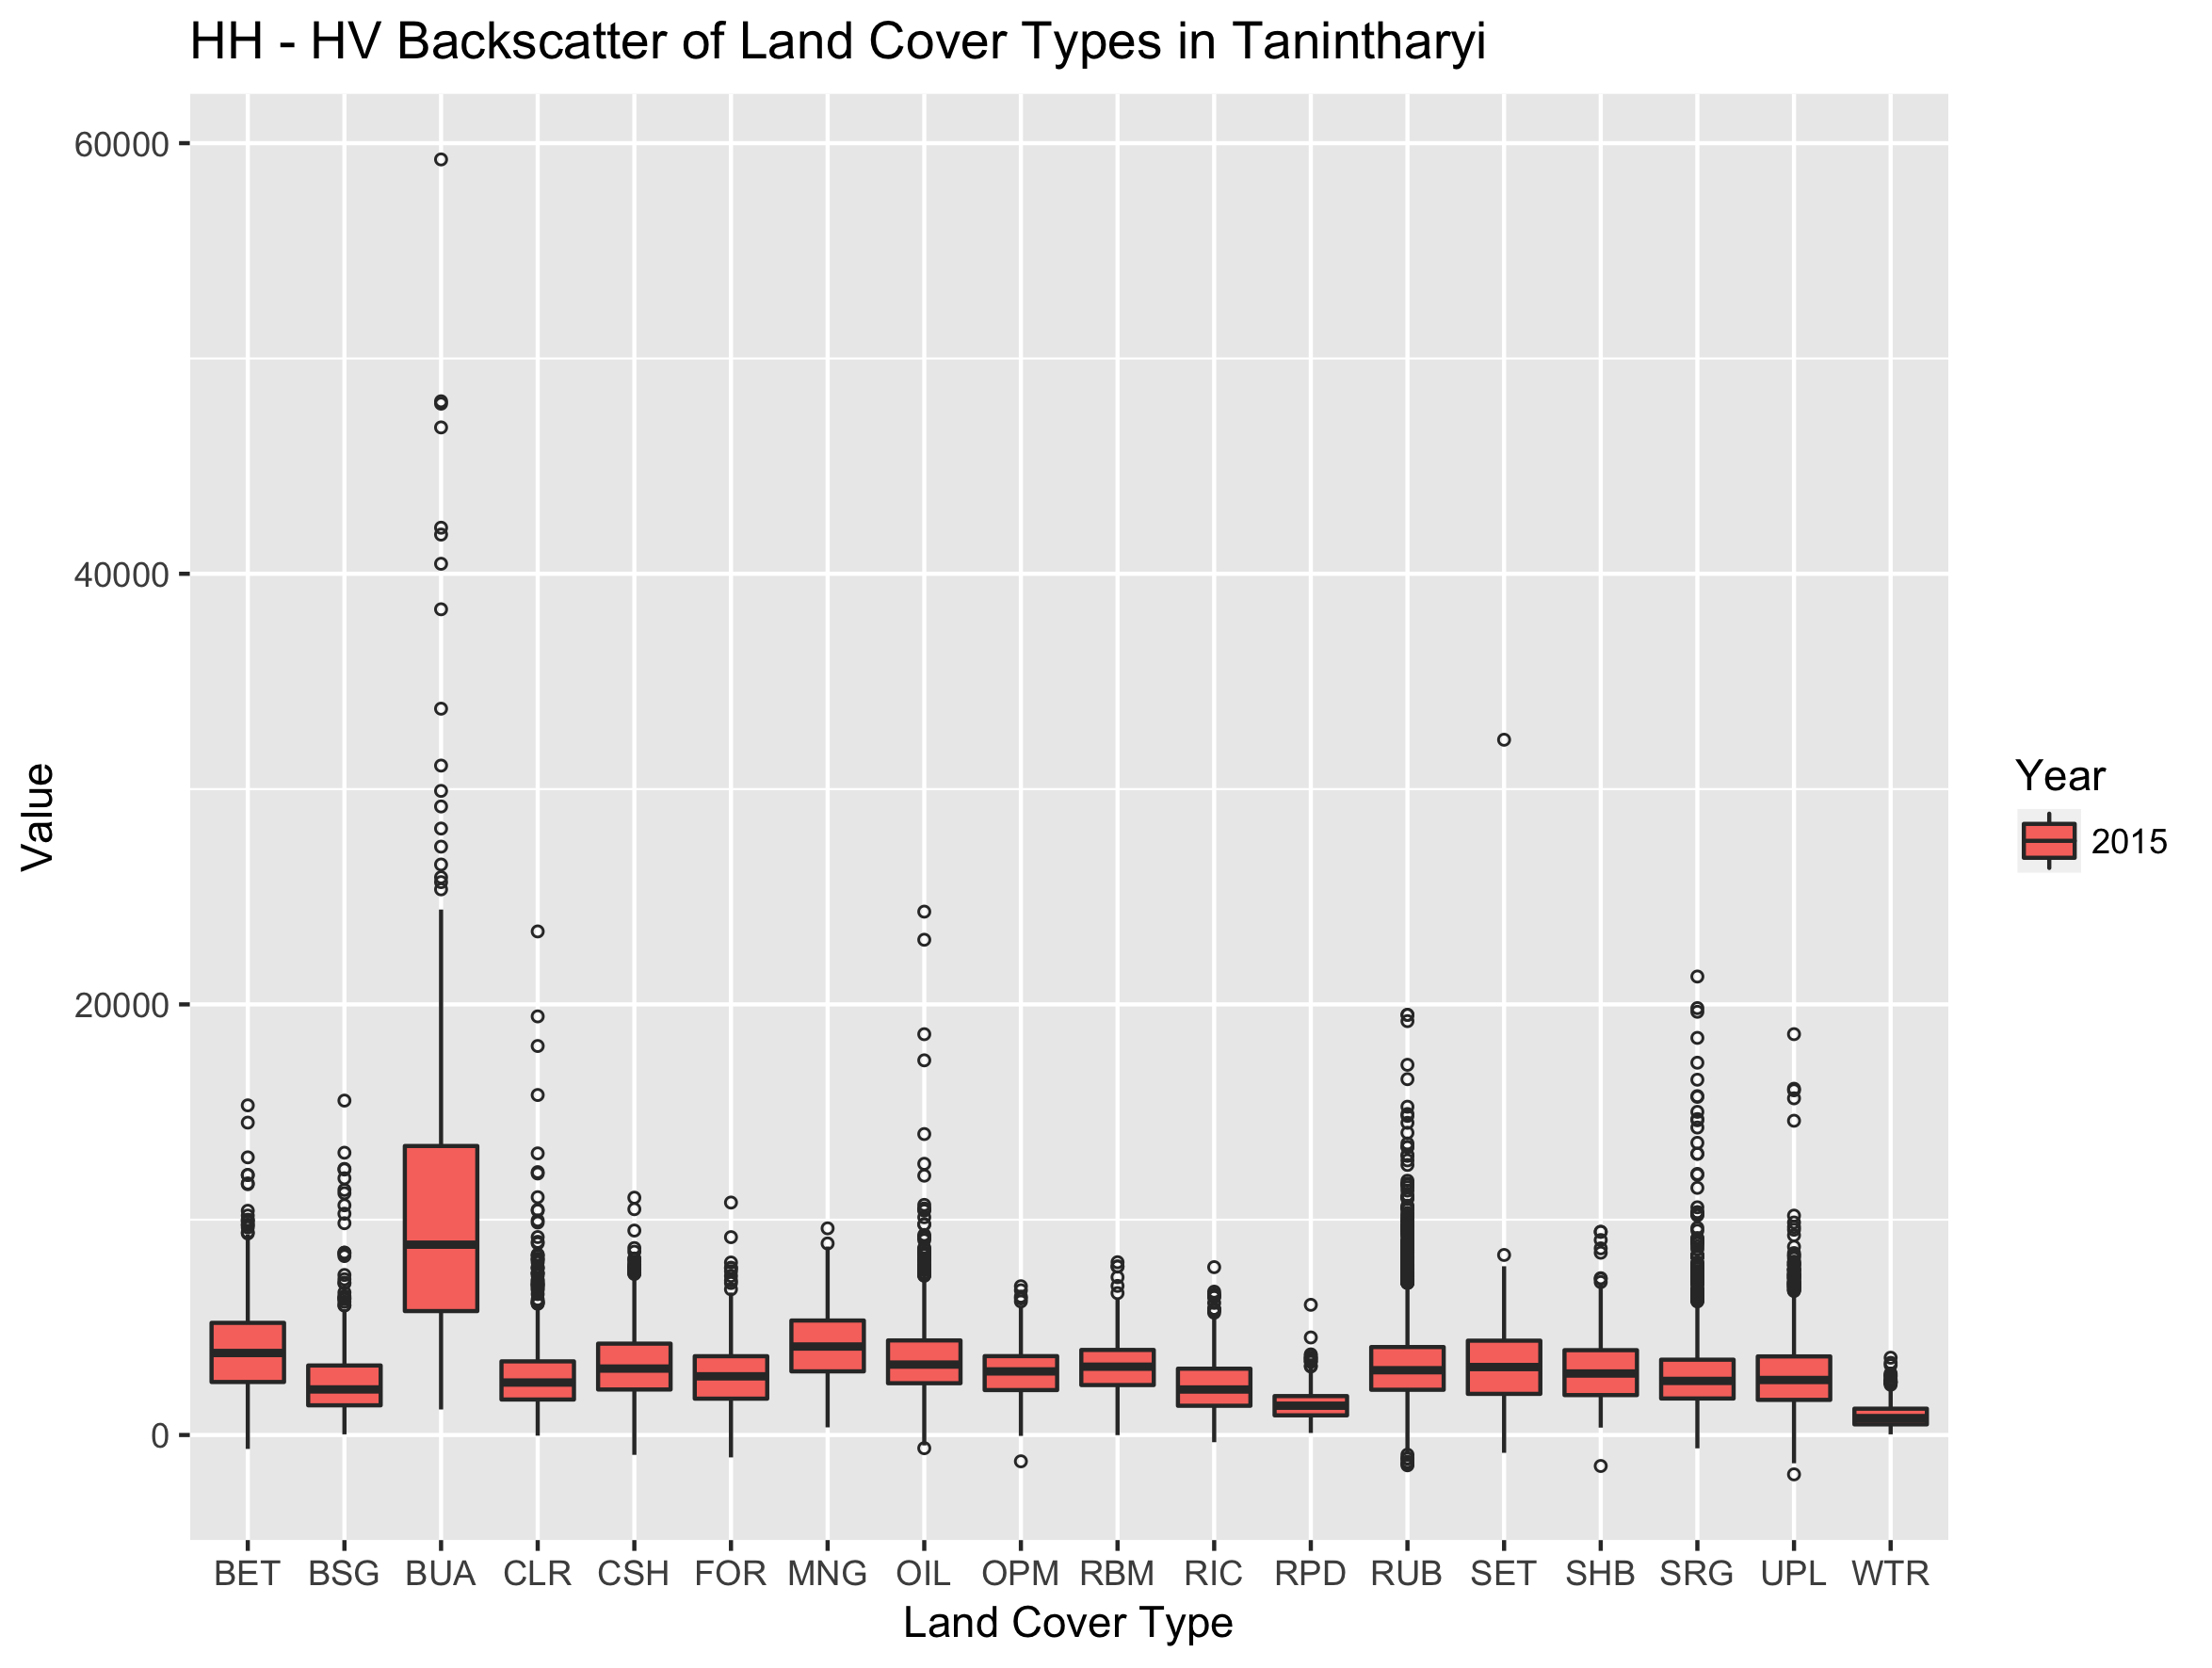 HH - HV Backscatter of Land Cover Types in Tanintharyi
60000
40000
20000
0
Value
BET BSG BUA CLR CSH FOR MNG OIL OPM RBM RIC RPD RUB SET SHB SRG UPL WTR
Land Cover Type
Year
2015